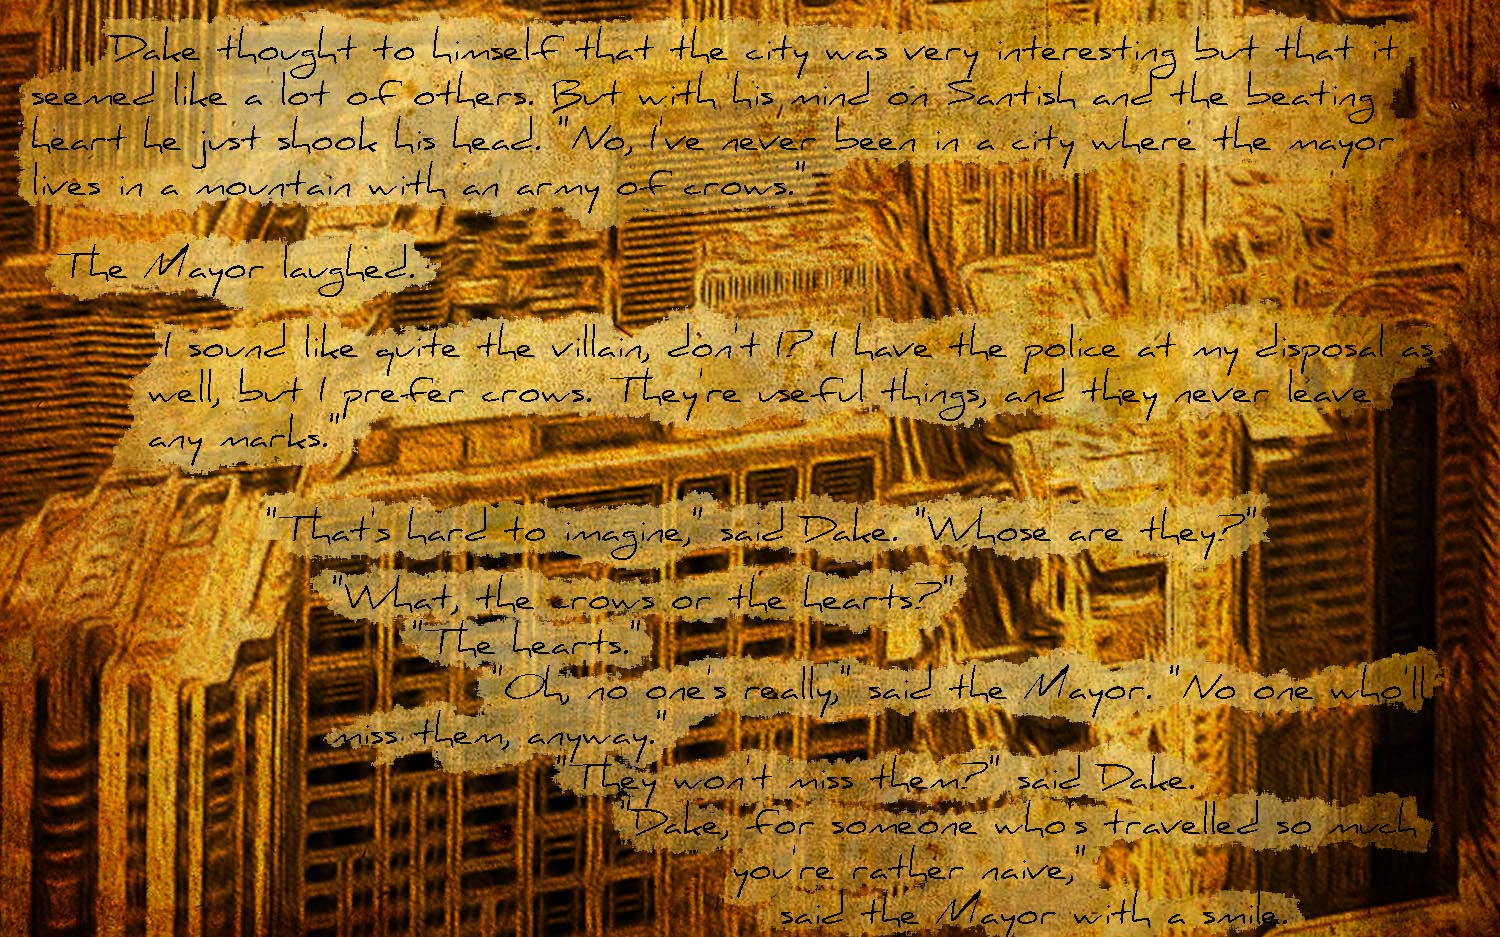 Dake thought to himself that the city was very interesting but that it
seemed like a lot of others. But with his mind on Santish and the beating
heart he just shook his head. "No, I've never been in a city where the mayor
lives in a mountain with an army of crows."
The Mayor laughed.
I sound like quite the villain, don't I? I have the police at my disposal as
well, but I prefer crows. They're useful things, and they never leave
any marks."
"That's hard to imagine," said Dake. "Whose are they?"
"What, the crows or the hearts?"
"The hearts."
"Oh, no one's really," said the Mayor. "No one who'll
miss them, anyway."
"They won't miss them?" said Dake.
"Dake, for someone who's travelled so much
you're rather naive,"
said the Mayor with a smile.